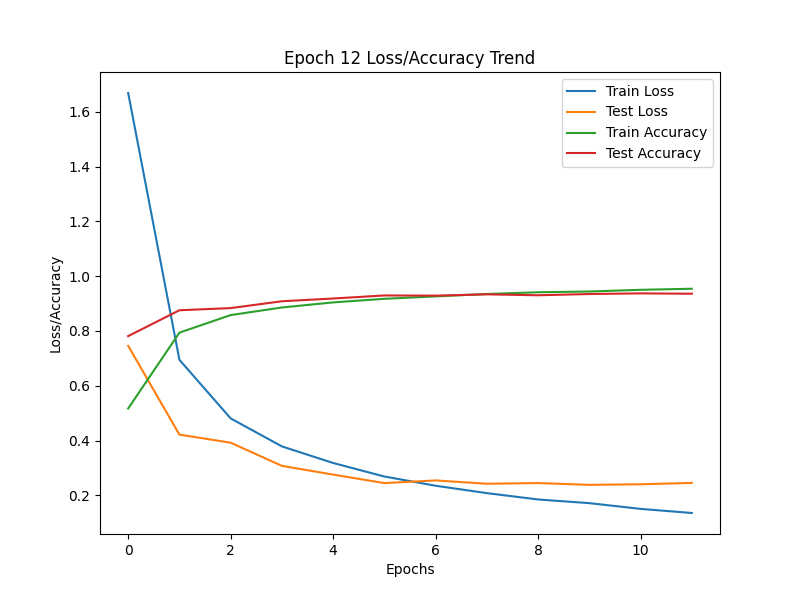 Epoch 12 Loss/Accuracy Trend
Train Loss
Test Loss
Train Accuracy
Test Accuracy
Loss/Accuracy
1.6
1.4
1.2
1.0
0.8
0.6
0.4
0.2
0 2 4 6 8 10
Epochs